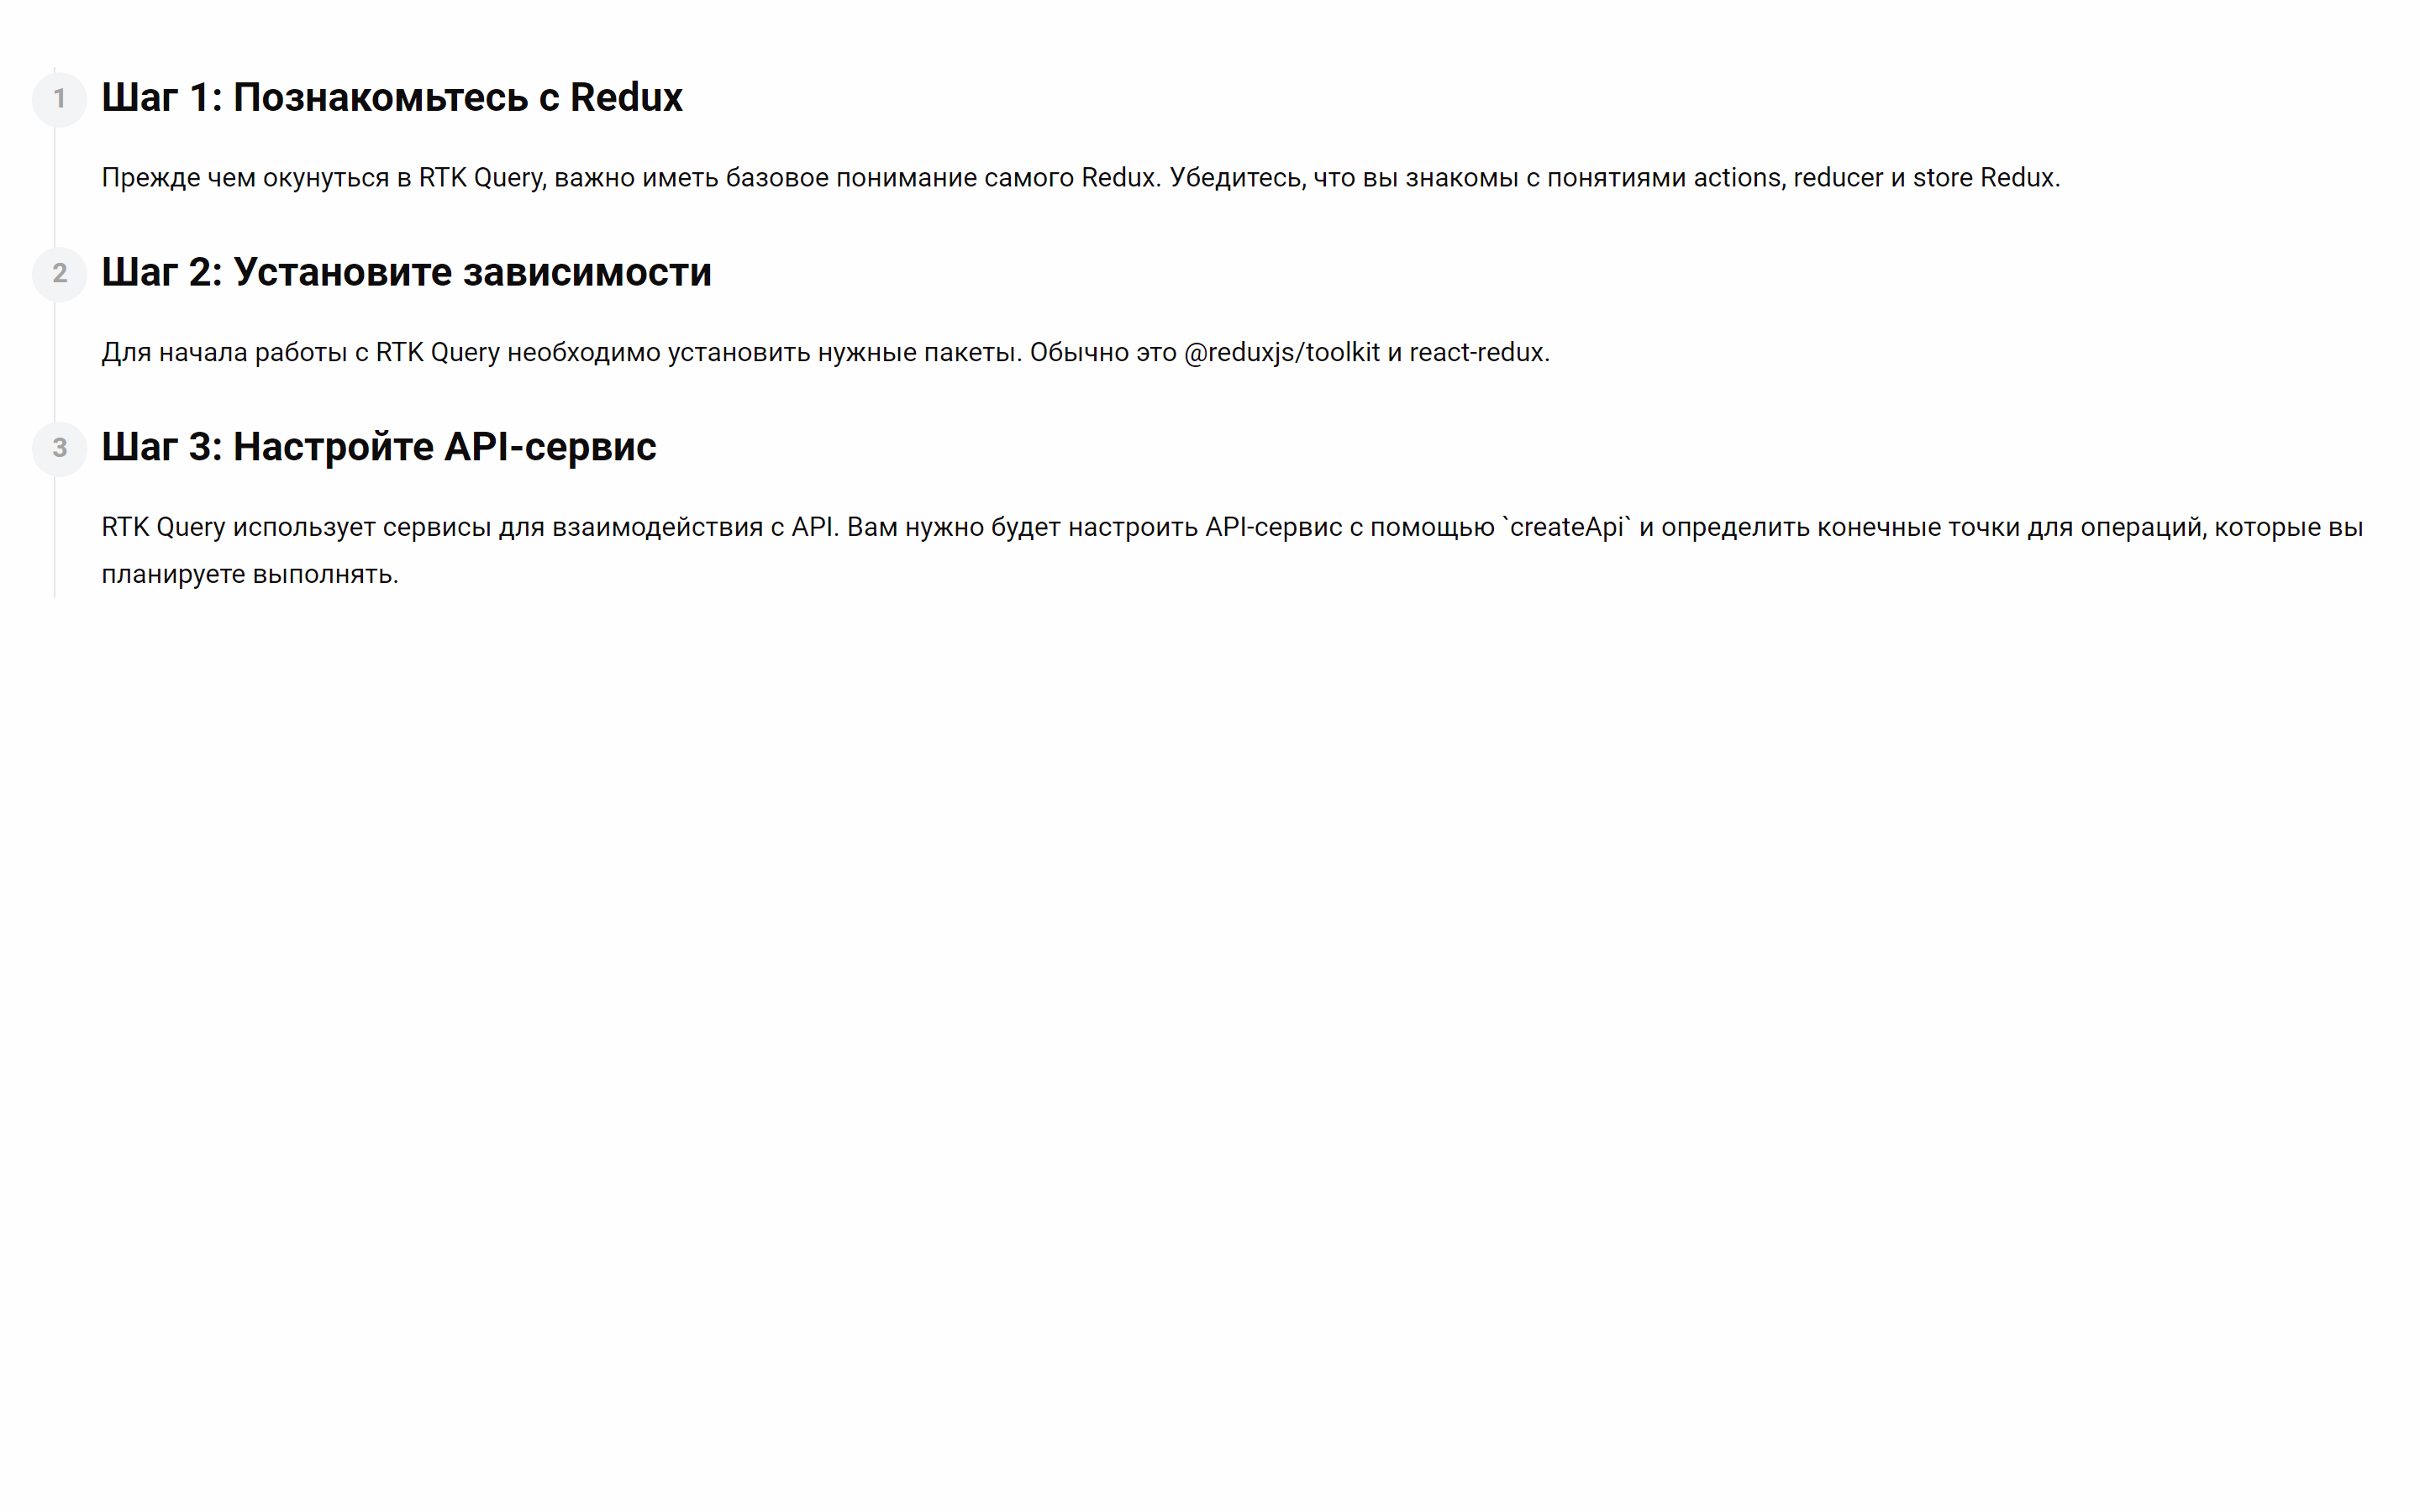 1
Шаг 1: Познакомьтесь с Redux
Прежде чем окунуться в RTK Query, важно иметь базовое понимание самого Redux. Убедитесь, что вы знакомы с понятиями actions, reducer и store Redux.
2
Шаг 2: Установите зависимости
Для начала работы с RTK Query необходимо установить нужные пакеты. Обычно это @reduxjs/toolkit и react-redux.
3
Шаг 3: Настройте API-сервис
RTK Query использует сервисы для взаимодействия с API. Вам нужно будет настроить API-сервис с помощью `createApi` и определить конечные точки для операций, которые вы
планируете выполнять.